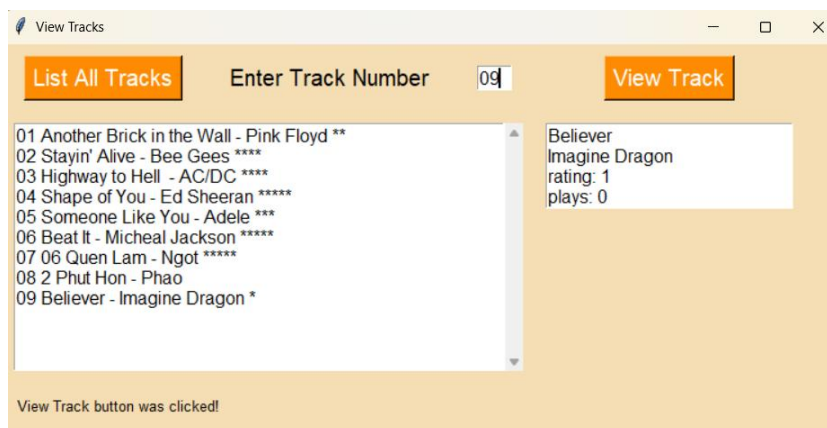 View Tracks
List All Tracks Enter Track Number 09 View Track
01 Another Brick in the Wall - Pink Floyd **
02 Stayin' Alive - Bee Gees ****
03 Highway to Hell - AC/DC ****
04 Shape of You - Ed Sheeran *****
05 Someone Like You - Adele ***
06 Beat It - Micheal Jackson *****
07 06 Quen Lam - Ngot *****
08 2 Phut Hon - Phao
09 Believer - Imagine Dragon *
Believer
Imagine Dragon
rating: 1
plays: 0
View Track button was clicked!